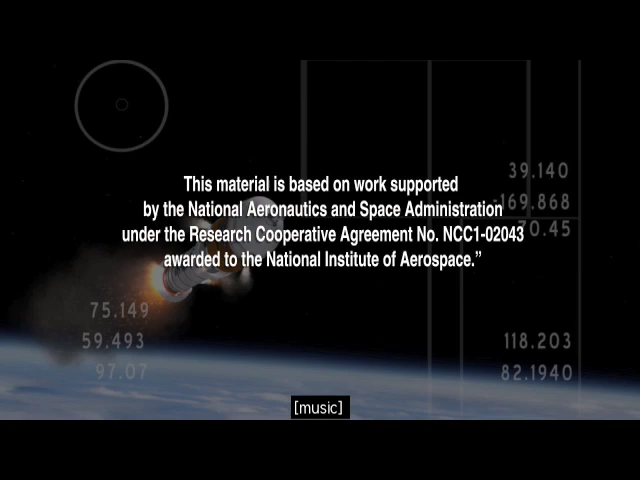 39.140
-169.868
70.45
This material is based on work supported
by the National Aeronautics and Space Administration
under the Research Cooperative Agreement No. NCC1-02043
awarded to the National Institute of Aerospace.”
75.149
59.493
97.07
118.203
82.1940
[music]